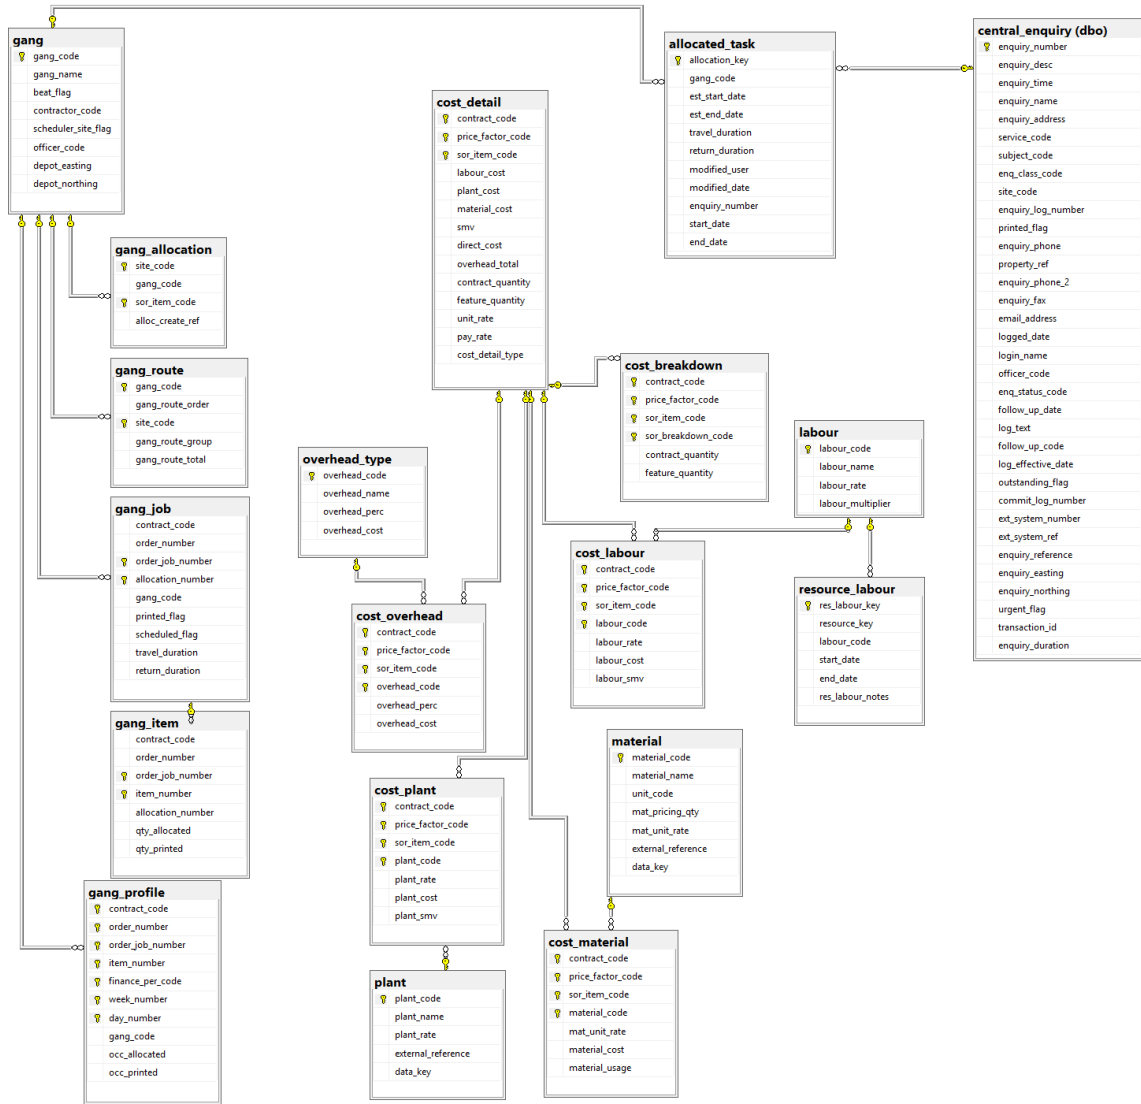 gang
gang_code
gang_name
beat_flag
contractor_code
scheduler_site_flag
officer_code
depot_easting
depot_northing
gang_allocation
site_code
gang_code
sor_item_code
alloc_create_ref
gang_route
gang_code
gang_route_order
site_code
gang_route_group
gang_route_total
gang_job
contract_code
order_number
order_job_number
allocation_number
gang_code
printed_flag
scheduled_flag
travel_duration
return_duration
gang_item
contract_code
order_number
order_job_number
item_number
allocation_number
qty_allocated
qty_printed
gang_profile
contract_code
order_number
order_job_number
item_number
finance_per_code
week_number
day_number
gang_code
occ_allocated
occ_printed
overhead_type
overhead_code
overhead_name
overhead_perc
overhead_cost
cost_detail
contract_code
price_factor_code
sor_item_code
labour_cost
plant_cost
material_cost
smv
direct_cost
overhead_total
contract_quantity
feature_quantity
unit_rate
pay_rate
cost_detail_type
cost_overhead
contract_code
price_factor_code
sor_item_code
overhead_code
overhead_perc
overhead_cost
cost_plant
contract_code
price_factor_code
sor_item_code
plant_code
plant_rate
plant_cost
plant_smv
plant
plant_code
plant_name
plant_rate
external_reference
data_key
allocated_task
allocation_key
gang_code
est_start_date
est_end_date
travel_duration
return_duration
modified_user
modified_date
enquiry_number
start_date
end_date
cost_breakdown
contract_code
price_factor_code
sor_item_code
sor_breakdown_code
contract_quantity
feature_quantity
cost_labour
contract_code
price_factor_code
sor_item_code
labour_code
labour_rate
labour_cost
labour_smv
material
material_code
material_name
unit_code
mat_pricing_qty
mat_unit_rate
external_reference
data_key
cost_material
contract_code
price_factor_code
sor_item_code
material_code
mat_unit_rate
material_cost
material_usage
labour
labour_code
labour_name
labour_rate
labour_multiplier
resource_labour
res_labour_key
resource_key
labour_code
start_date
end_date
res_labour_notes
central_enquiry (dbo)
enquiry_number
enquiry_desc
enquiry_time
enquiry_name
enquiry_address
service_code
subject_code
enq_class_code
site_code
enquiry_log_number
printed_flag
enquiry_phone
property_ref
enquiry_phone_2
enquiry_fax
email_address
logged_date
login_name
officer_code
enq_status_code
follow_up_date
log_text
follow_up_code
log_effective_date
outstanding_flag
commit_log_number
ext_system_number
ext_system_ref
enquiry_reference
enquiry_easting
enquiry_northing
urgent_flag
transaction_id
enquiry_duration